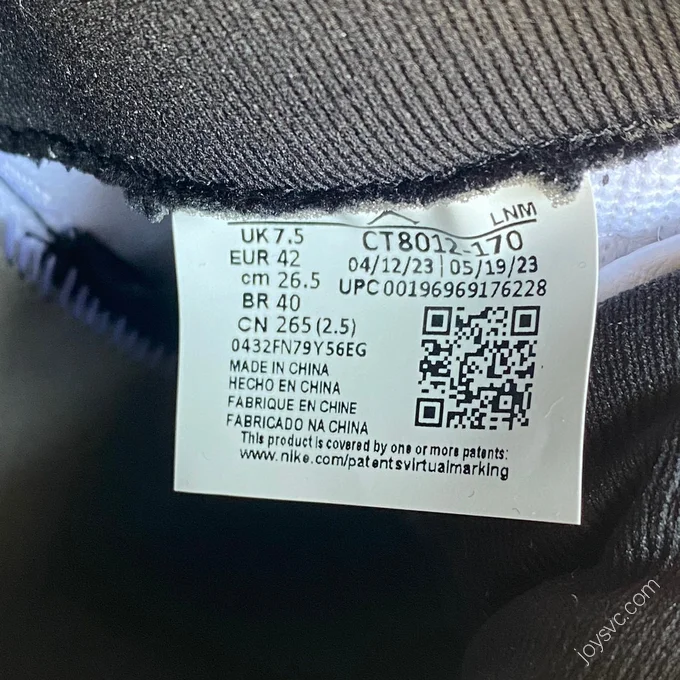 LNM
UK 7.5
EUR 42
cm 26.5
BR 40
CN 265 (2.5)
CT8012-170
04/12/23 | 05/19/23
UPC 00196969176228
0432FN79Y56EG
MADE IN CHINA
HECHO EN CHINA
FABRIQUE EN CHINE
FABRICADO NA CHINA
This product is covered by one or more patents:
www.nike.com/patentsvirtualmarking
joysvc.com